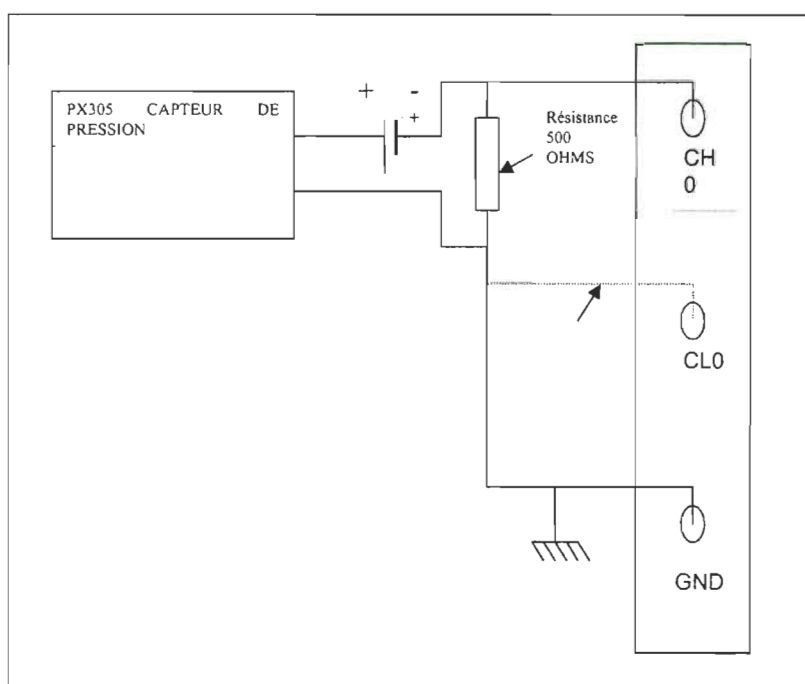 PX305 CAPTEUR DE
PRESSION
+ -
+
Résistance
500
OHMS
CH
0
CL0
GND